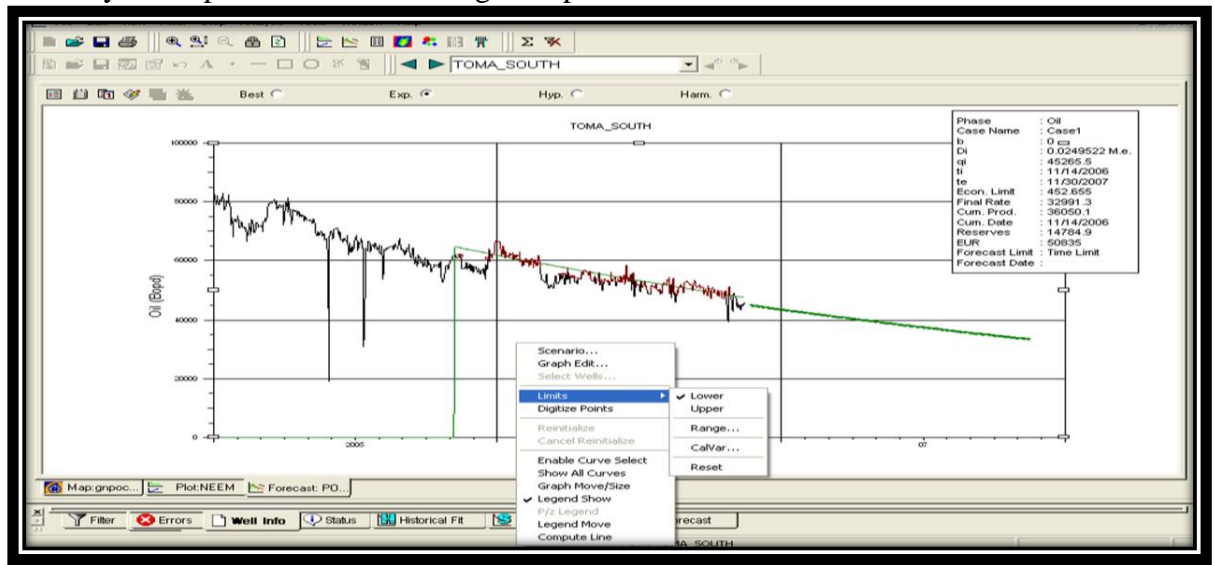 TOMA_SOUTH
Best Exp. Hyp. Harm.
TOMA_SOUTH
Phase : Oil
Case Name : Case1
b : 0
Di : 0.0249522 M.e.
qi : 45265.5
ti : 11/14/2006
te : 11/30/2007
Econ. Limit : 452.655
Final Rate : 32991.3
Cum. Prod. : 36050.1
Cum. Date : 11/14/2006
Reserves : 14784.9
EUR : 50835
Forecast Limit : Time Limit
Forecast Date :
Oil (Bopd)
100000
80000
60000
40000
20000
0
2005
07
Scenario...
Graph Edit...
Select Wells...
Limits
Digitize Points
Reinitialize
Cancel Reinitialize
Enable Curve Select
Show All Curves
Graph Move/Size
Legend Show
P/z Legend
Legend Move
Compute Line
Lower
Upper
Range...
CalVar...
Reset
Map:gnpoc... Plot:NEEM Forecast: PO...
Filter Errors Well Info Status Historical Fit